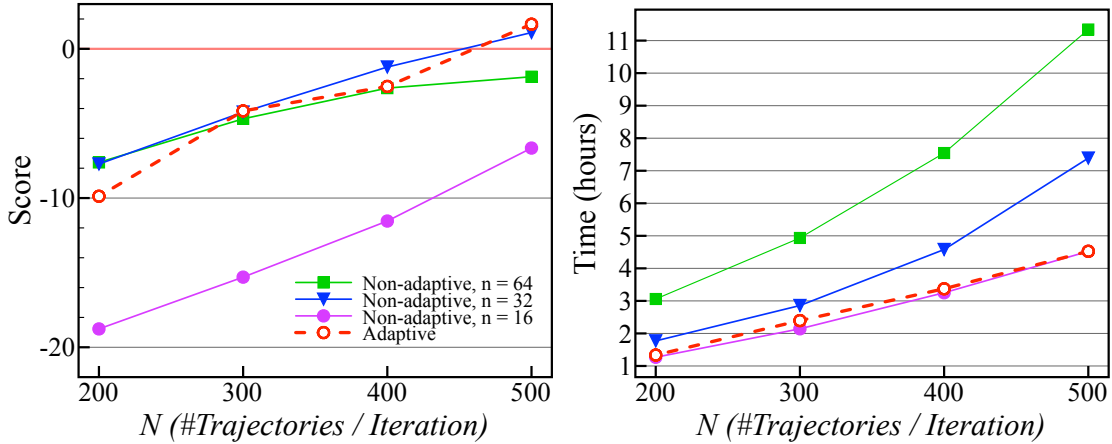 Score
0
-10
-20
Non-adaptive, n = 64
Non-adaptive, n = 32
Non-adaptive, n = 16
Adaptive
200 300 400 500
N (#Trajectories / Iteration)
Time (hours)
11
10
9
8
7
6
5
4
3
2
1
200 300 400 500
N (#Trajectories / Iteration)